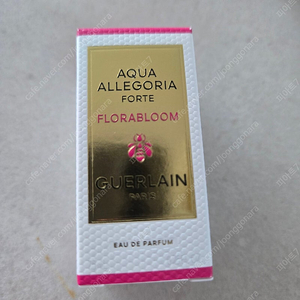 AQUA
ALLEGORIA
FORTE
FLORABLOOM
GUERLAIN
PARIS
EAU DE PARFUM